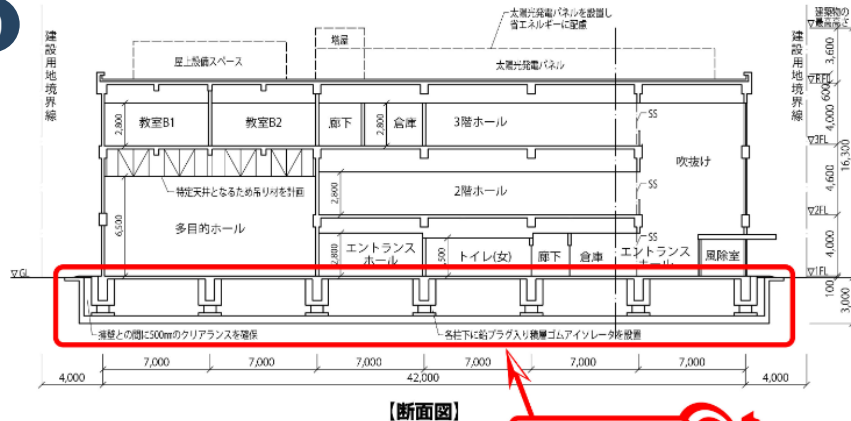 太陽光発電パネルを設置し
省エネルギーに配慮
建築物の
▽最高高さ
建設用地境界線
塔屋
屋上設備スペース
太陽光発電パネル
建設用地境界線
3,600
▽RFL
600
教室B1
教室B2
廊下
倉庫
3階ホール
SS
2,800
2,800
4,000
▽3FL
16,300
吹抜け
特定天井となるため吊り材を計画
2階ホール
SS
2,800
4,600
▽2FL
多目的ホール
6,500
SS
エントランス
ホール
トイレ(女)
廊下
倉庫
エントランス
ホール
風除室
2,800
4,000
▽GL
▽1FL
100
3,000
擁壁との間に500mmのクリアランスを確保
各柱下に鉛プラグ入り積層ゴムアイソレータを設置
7,000
7,000
7,000
7,000
7,000
7,000
4,000
42,000
4,000
【断面図】